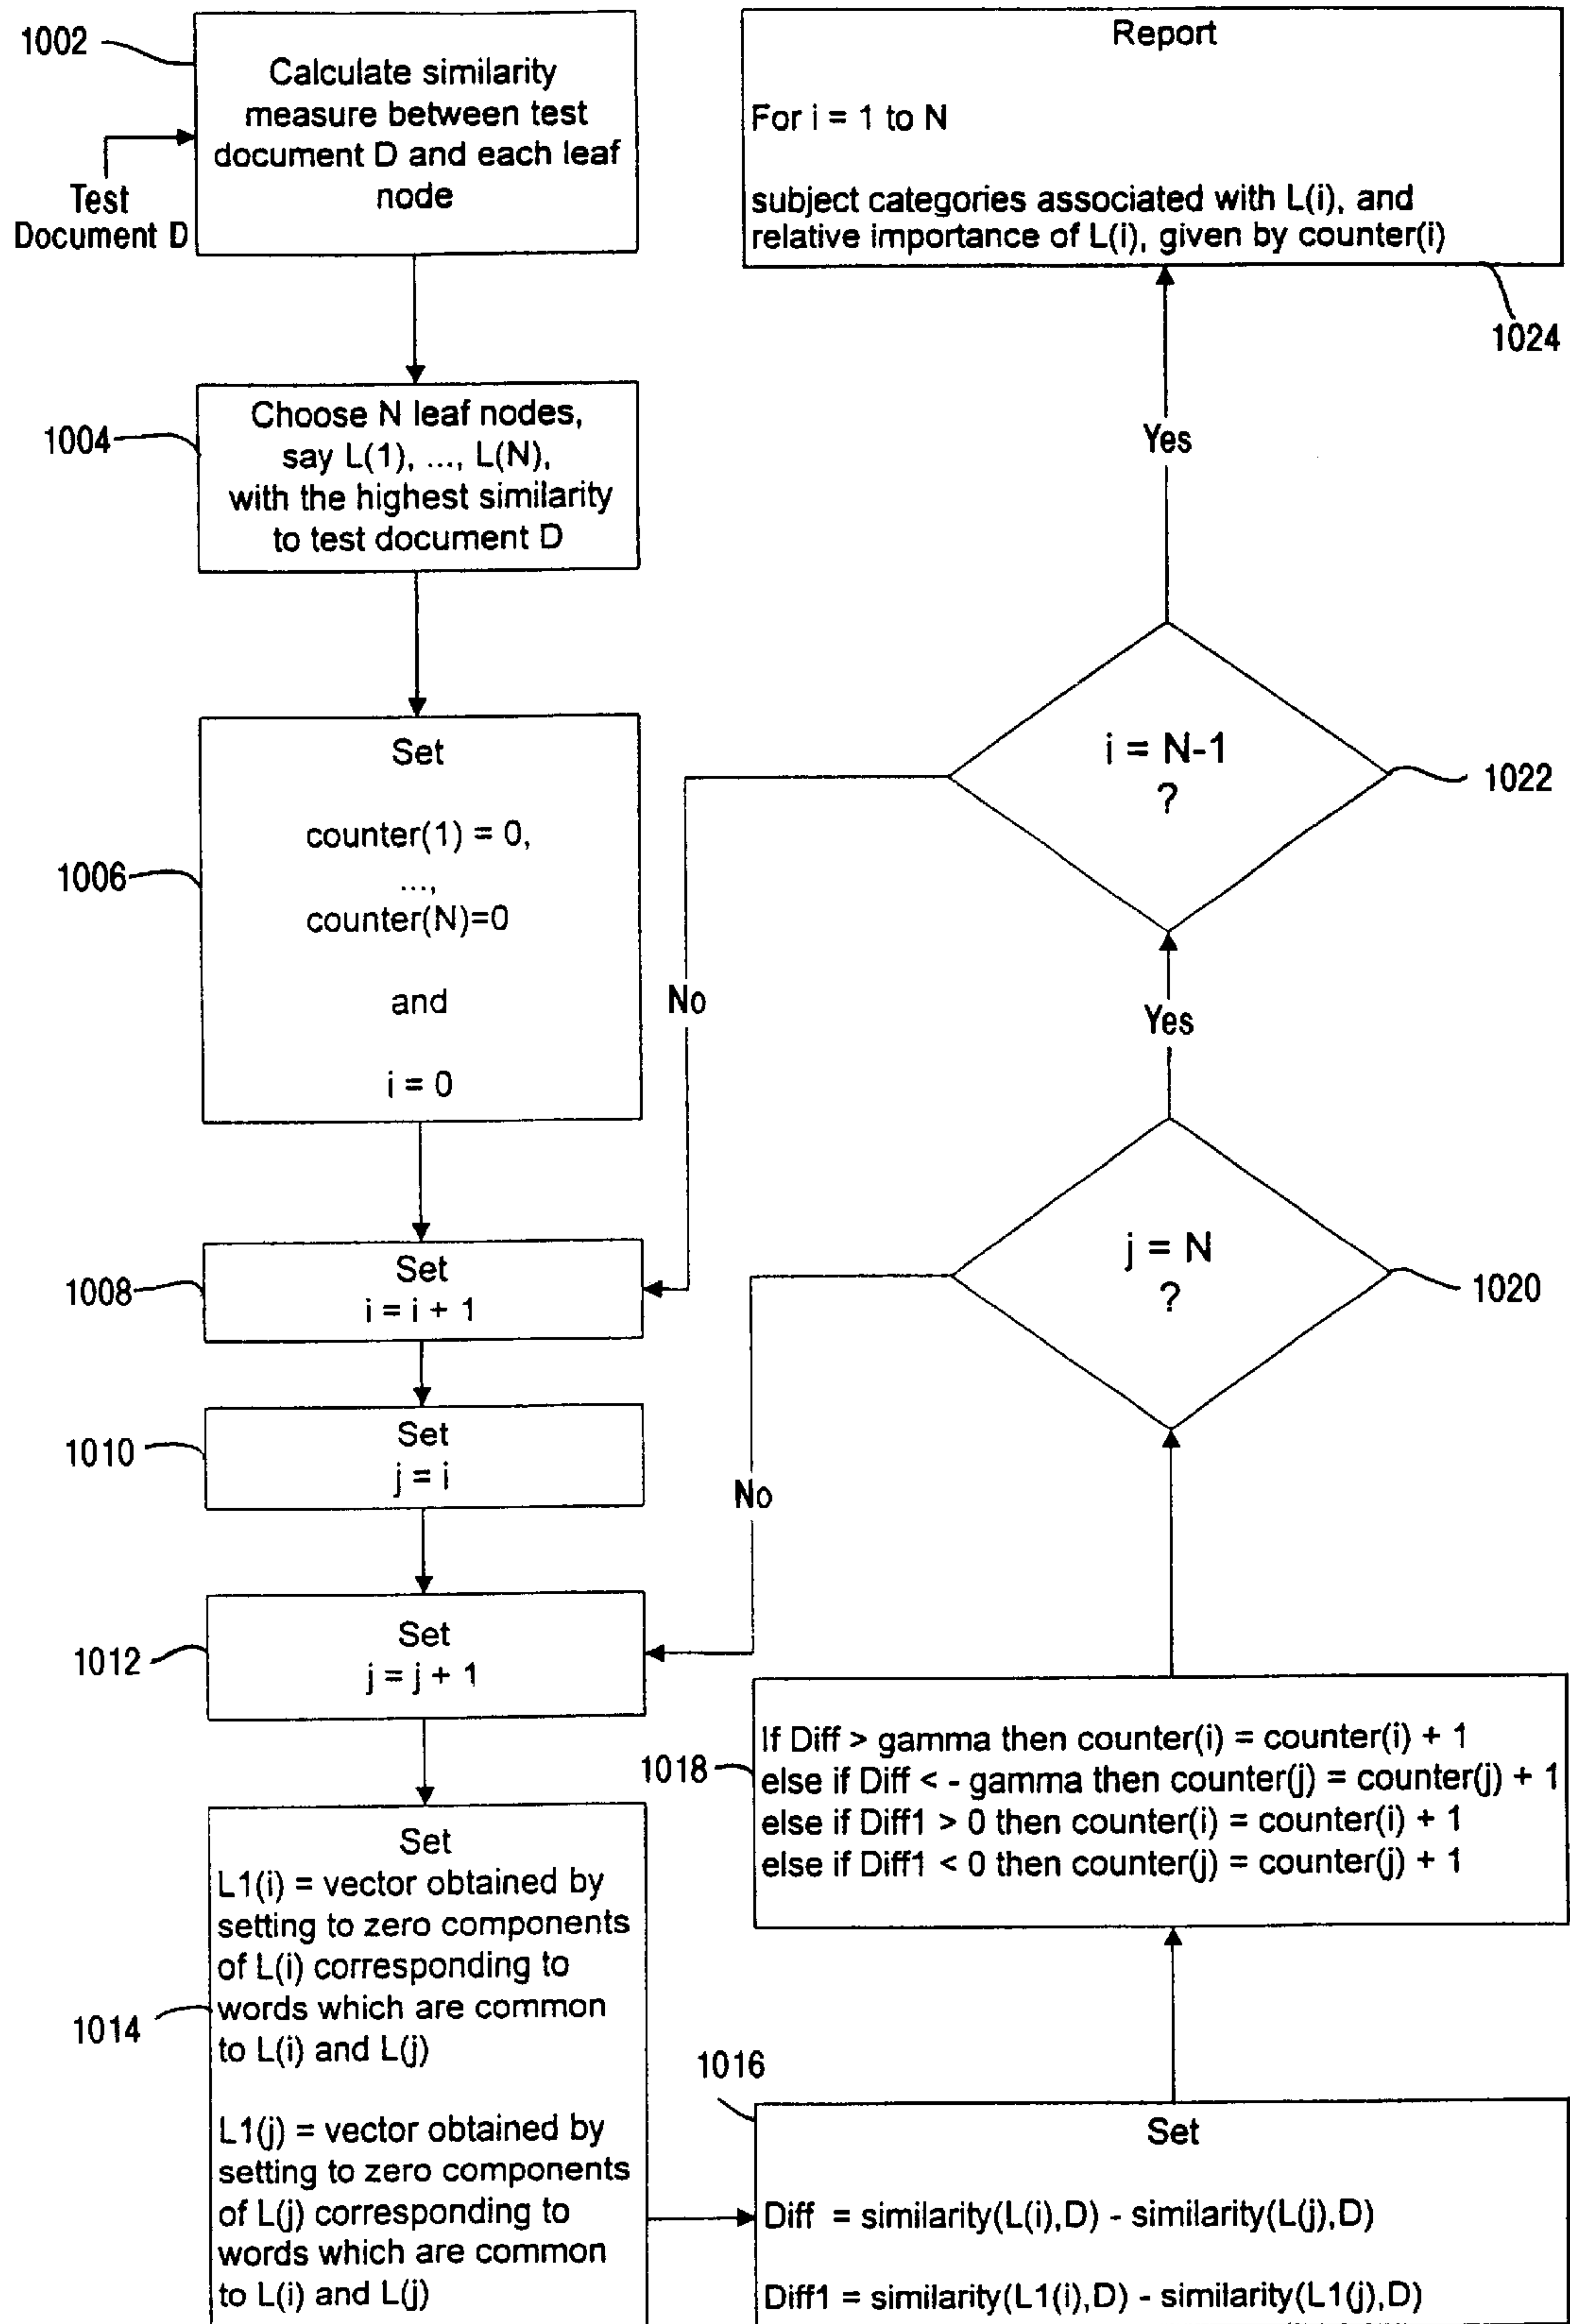 1002
Calculate similarity
measure between test
document D and each leaf
node
Test
Document D
1004
Choose N leaf nodes,
say L(1), ..., L(N),
with the highest similarity
to test document D
1006
Set
counter(1) = 0,
...,
counter(N)=0
and
i = 0
1008
Set
i = i + 1
1010
Set
j = i
1012
Set
j = j + 1
1014
Set
L1(i) = vector obtained by
setting to zero components
of L(i) corresponding to
words which are common
to L(i) and L(j)
L1(j) = vector obtained by
setting to zero components
of L(j) corresponding to
words which are common
to L(i) and L(j)
1016
Set
Diff = similarity(L(i),D) - similarity(L(j),D)
Diff1 = similarity(L1(i),D) - similarity(L1(j),D)
1018
If Diff > gamma then counter(i) = counter(i) + 1
else if Diff < - gamma then counter(j) = counter(j) + 1
else if Diff1 > 0 then counter(i) = counter(i) + 1
else if Diff1 < 0 then counter(j) = counter(j) + 1
j = N
?
1020
No
Yes
i = N-1
?
1022
No
Yes
Report
For i = 1 to N
subject categories associated with L(i), and
relative importance of L(i), given by counter(i)
1024